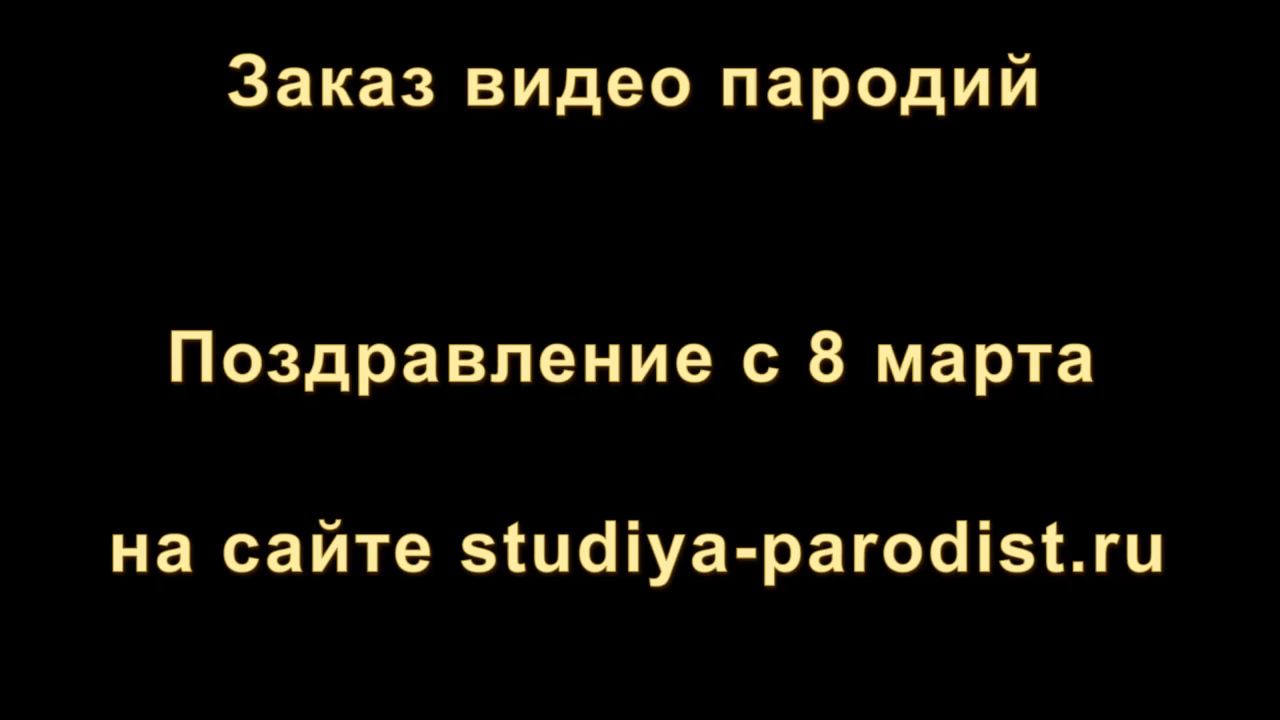 Заказ видео пародий
Поздравление с 8 марта
на сайте studiya-parodist.ru